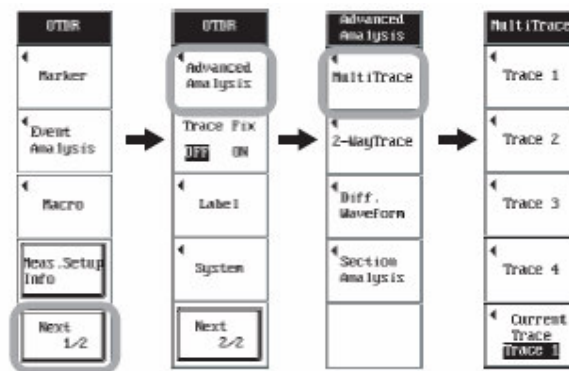 OTDR
Marker
Event
Analysis
Macro
Meas.Setup
Info
Next
1/2
OTDR
Advanced
Analysis
Trace Fix
OFF ON
Label
System
Next
2/2
Advanced
Analysis
MultiTrace
2-WayTrace
Diff.
Waveform
Section
Analysis
MultiTrace
Trace 1
Trace 2
Trace 3
Trace 4
Current
Trace
Trace 1